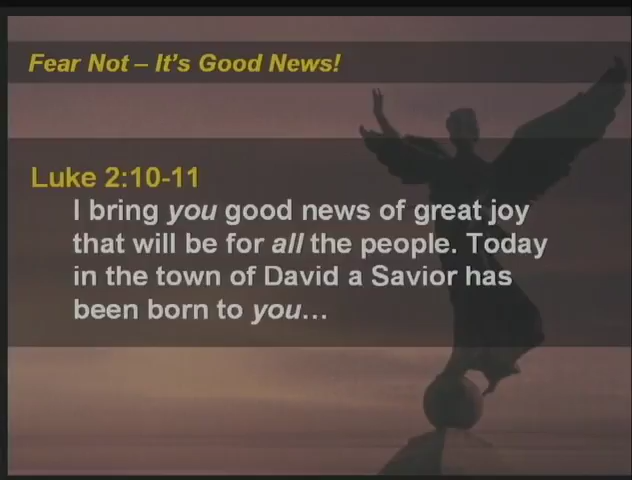 Fear Not – It's Good News!
Luke 2:10-11
I bring you good news of great joy
that will be for all the people. Today
in the town of David a Savior has
been born to you…